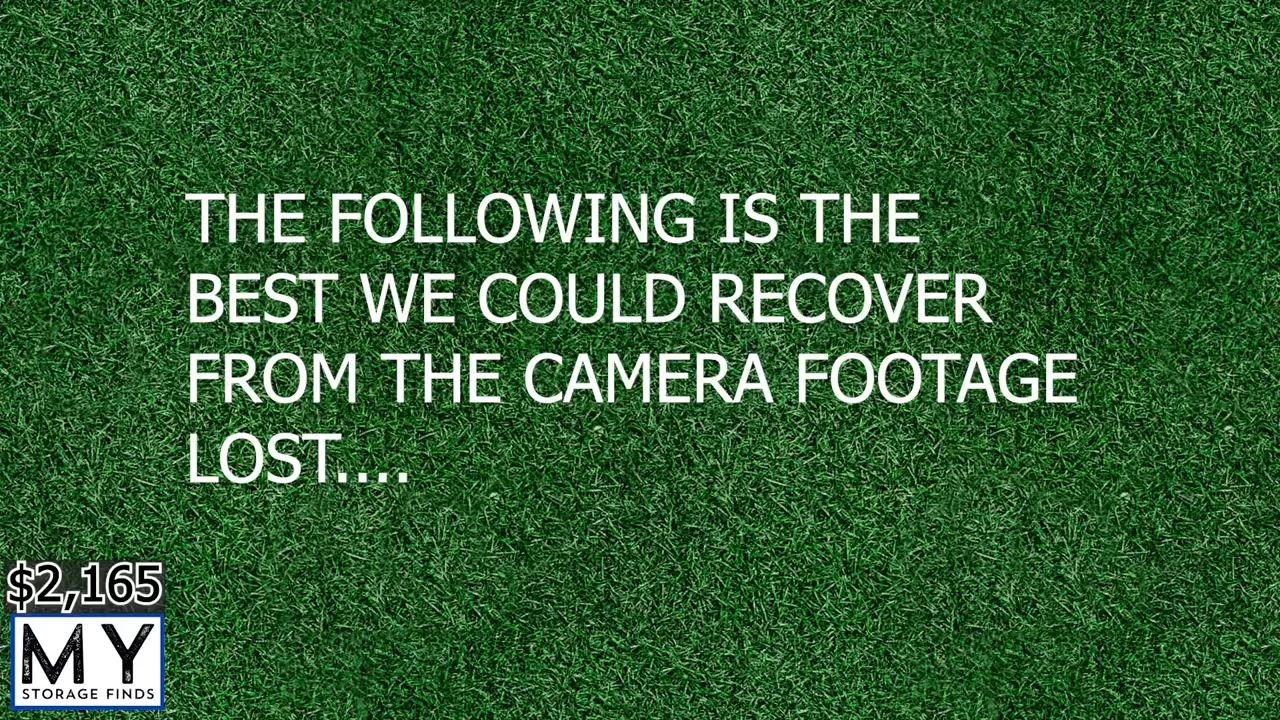 THE FOLLOWING IS THE
BEST WE COULD RECOVER
FROM THE CAMERA FOOTAGE
LOST....
$2,165
MY
STORAGE FINDS